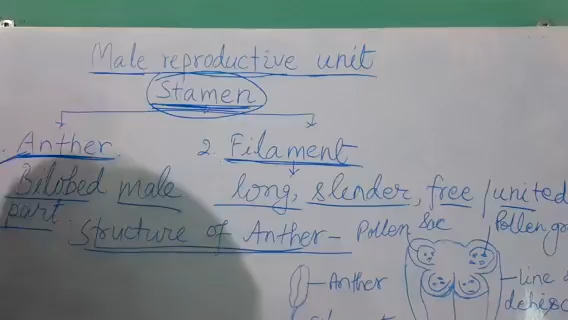 Male reproductive unit
Stamen
Anther. 2. Filament
Bilobed male long, slender, free / united
part.
Structure of Anther - Pollen Sac Pollen
Anther line